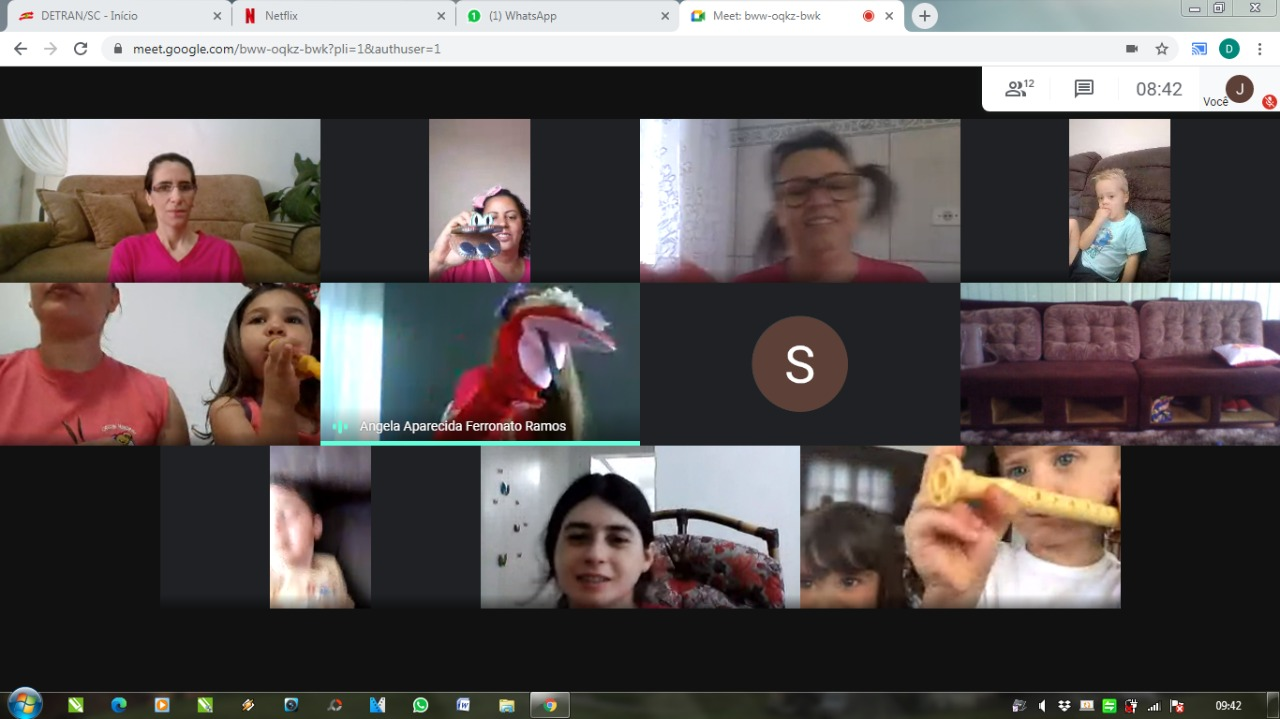 DETRAN/SC - Início
Netflix
(1) WhatsApp
Meet: bww-oqkz-bwk
meet.google.com/bww-oqkz-bwk?pli=1&authuser=1
D
12
08:42
Você
J
Angela Aparecida Ferronato Ramos
S
09:42